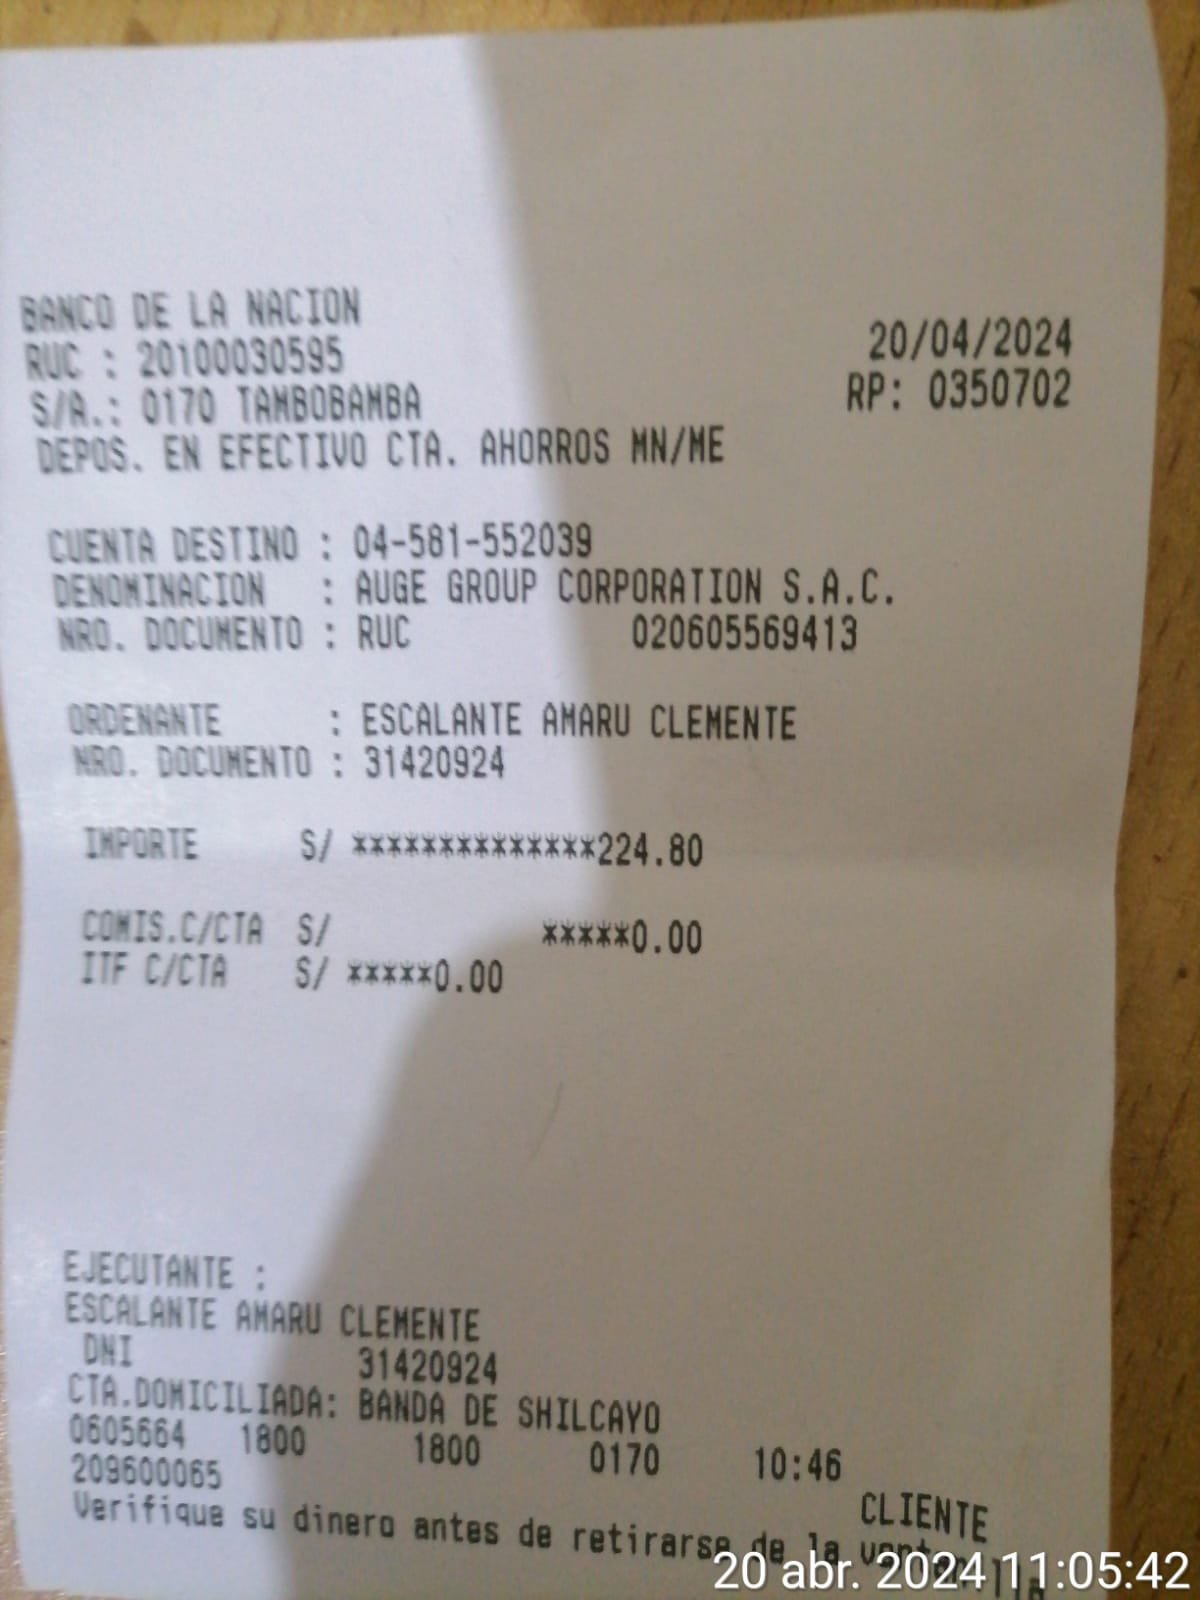 BANCO DE LA NACION
RUC : 20100030595 20/04/2024
S/A.: 0170 TAMBOBAMBA RP: 0350702
DEPOS. EN EFECTIVO CTA. AHORROS MN/ME
CUENTA DESTINO : 04-581-552039
DENOMINACION : AUGE GROUP CORPORATION S.A.C.
NRO. DOCUMENTO : RUC 020605569413
ORDENANTE : ESCALANTE AMARU CLEMENTE
NRO. DOCUMENTO : 31420924
IMPORTE S/ **************224.80
COMIS.C/CTA S/ *****0.00
ITF C/CTA S/ *****0.00
EJECUTANTE :
ESCALANTE AMARU CLEMENTE
DNI 31420924
CTA.DOMICILIADA: BANDA DE SHILCAYO
0605664 1800 1800 0170 10:46
209600065
CLIENTE
Verifique su dinero antes de retirarse de la ventanilla
20 abr. 2024 11:05:42